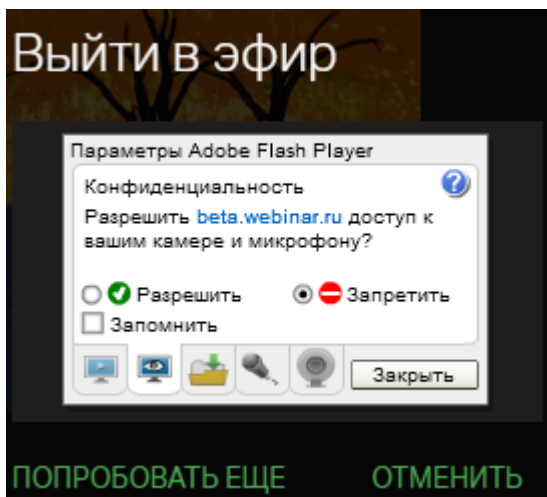 Выйти в эфир
Параметры Adobe Flash Player
Конфиденциальность
Разрешить beta.webinar.ru доступ к
вашим камере и микрофону?
Разрешить Запретить
Запомнить
Закрыть
ПОПРОБОВАТЬ ЕЩЕ ОТМЕНИТЬ